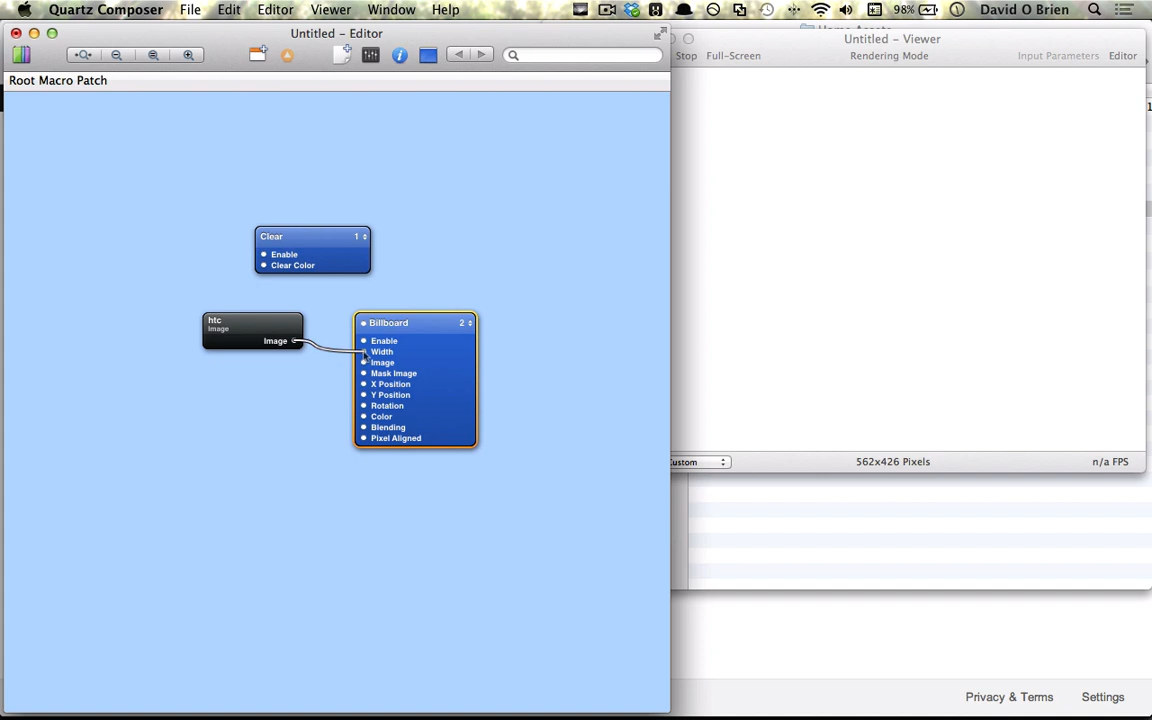 Quartz Composer File Edit Editor Viewer Window Help 98% David O Brien
Untitled - Editor
Untitled - Viewer
Stop Full-Screen Rendering Mode Input Parameters Editor
Root Macro Patch
Clear 1
Enable
Clear Color
htc
Image
Image
Billboard 2
Enable
Width
Image
Mask Image
X Position
Y Position
Rotation
Color
Blending
Pixel Aligned
562x426 Pixels n/a FPS
Privacy & Terms Settings